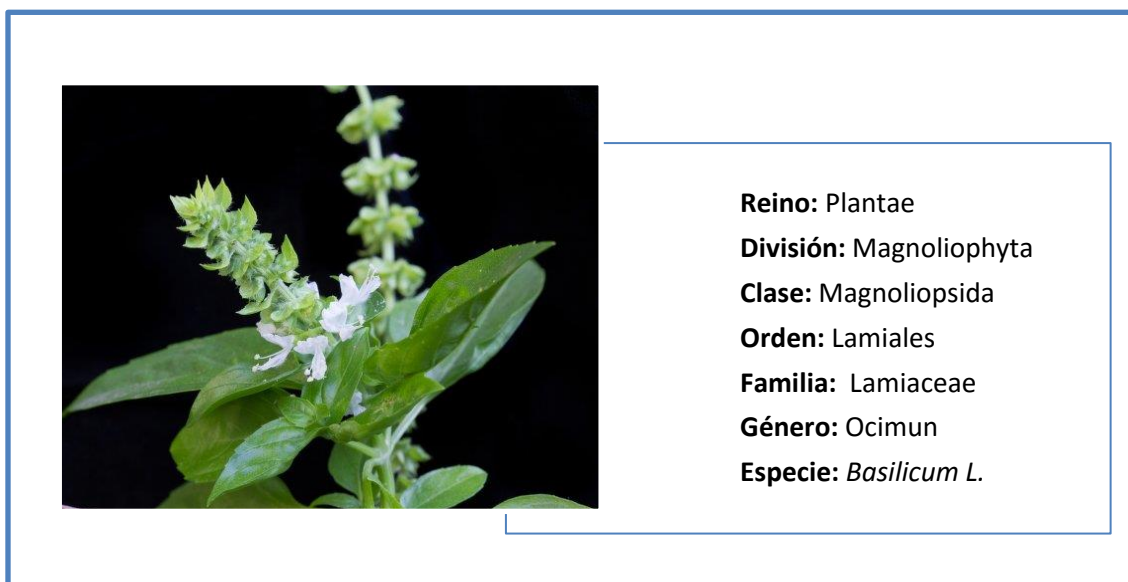 Reino: Plantae
División: Magnoliophyta
Clase: Magnoliopsida
Orden: Lamiales
Familia: Lamiaceae
Género: Ocimun
Especie: Basilicum L.